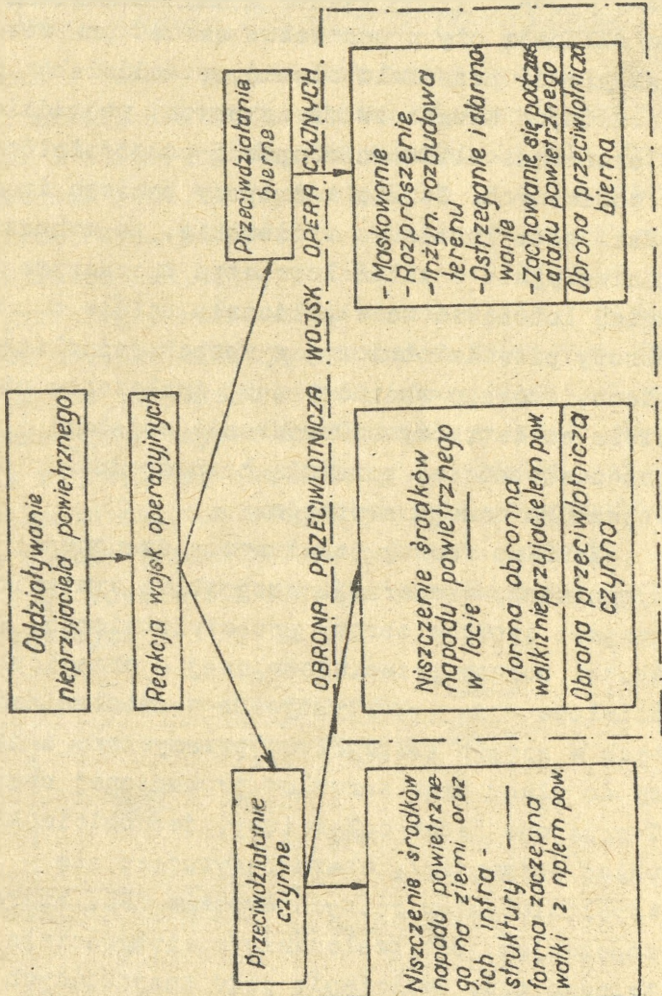 Oddziaływanie
nieprzyjaciela powietrznego
Reakcja wojsk operacyjnych
Przeciwdziałanie
czynne
Przeciwdziałanie
bierne
OBRONA PRZECIWLOTNICZA WOJSK OPERACYJNYCH
Niszczenie środków
napadu powietrzne
go na ziemi oraz
ich infra-
struktury —
forma zaczepna
walki z nplem pow.
Niszczenie środków
napadu powietrznego
w locie —
forma obronna
walki z nieprzyjacielem pow.
Obrona przeciwlotnicza
czynna
- Maskowanie
- Rozproszenie
- Inżyn. rozbudowa
terenu
- Ostrzeganie i alarmo
wanie
- Zachowanie się podczas
ataku powietrznego
Obrona przeciwlotnicza
bierna